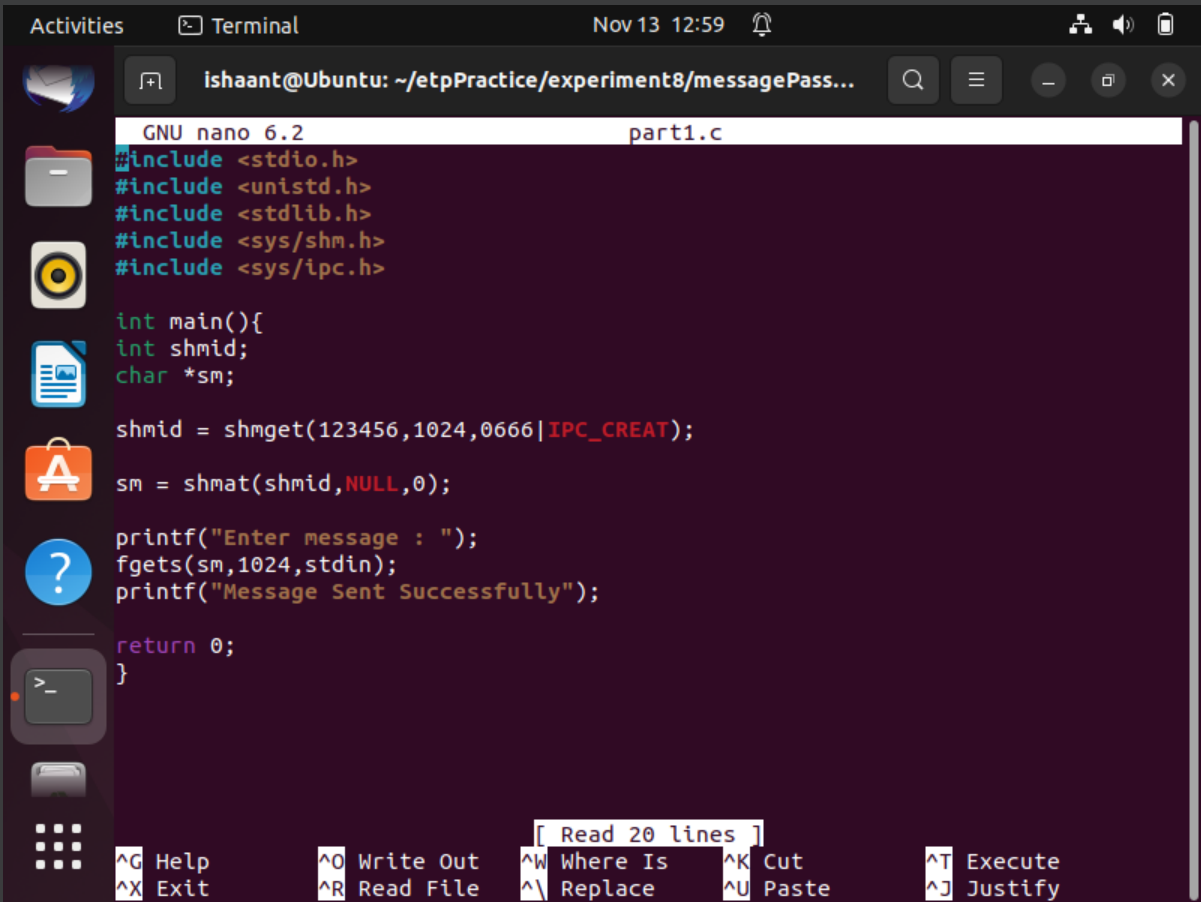 Activities Terminal Nov 13 12:59
ishaant@Ubuntu: ~/etpPractice/experiment8/messagePass...
GNU nano 6.2 part1.c
#include <stdio.h>
#include <unistd.h>
#include <stdlib.h>
#include <sys/shm.h>
#include <sys/ipc.h>
int main(){
int shmid;
char *sm;
shmid = shmget(123456,1024,0666|IPC_CREAT);
sm = shmat(shmid,NULL,0);
printf("Enter message : ");
fgets(sm,1024,stdin);
printf("Message Sent Successfully");
return 0;
}
[ Read 20 lines ]
^G Help ^O Write Out ^W Where Is ^K Cut ^T Execute
^X Exit ^R Read File ^\ Replace ^U Paste ^J Justify